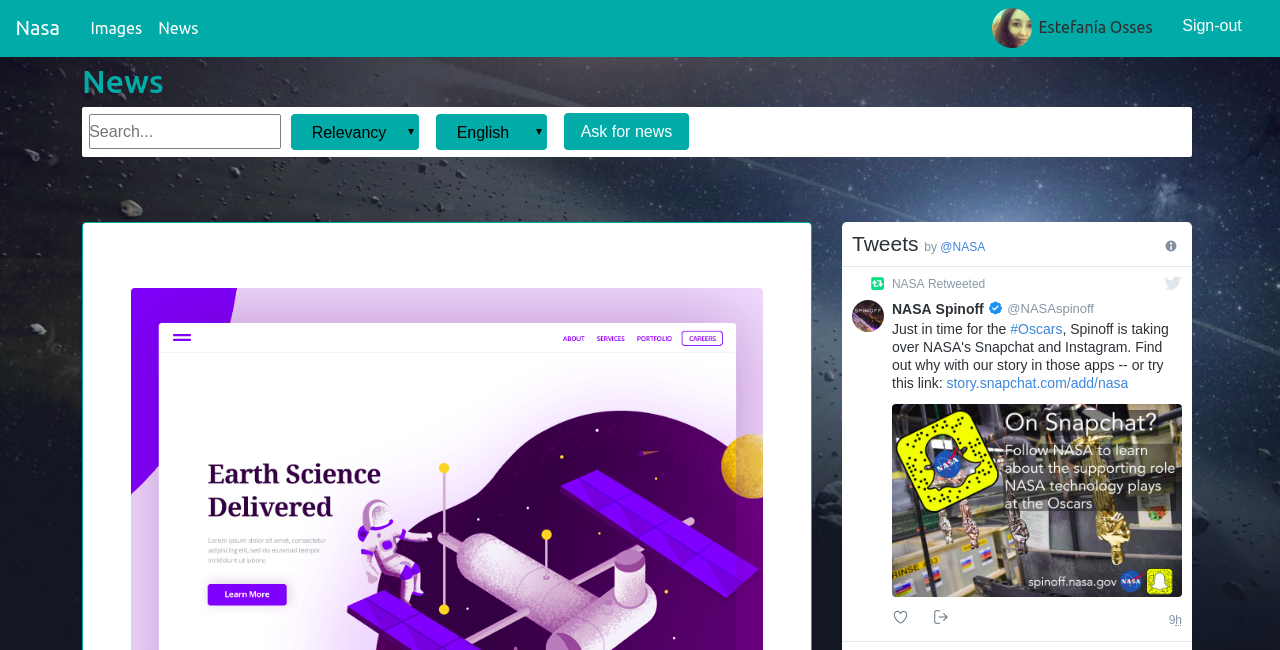 Nasa Images News Estefanía Osses Sign-out
News
Search... Relevancy English Ask for news
ABOUT SERVICES PORTFOLIO CAREERS
Earth Science
Delivered
Lorem ipsum dolor sit amet, consectetur
adipiscing elit, sed do eiusmod tempor
incididunt ut labore.
Learn More
Tweets by @NASA
NASA Retweeted
NASA Spinoff @NASAspinoff
Just in time for the #Oscars, Spinoff is taking
over NASA's Snapchat and Instagram. Find
out why with our story in those apps -- or try
this link: story.snapchat.com/add/nasa
SPINOFF
On Snapchat?
Follow NASA to learn
about the supporting role
NASA technology plays
at the Oscars
NASA
RINSE
spinoff.nasa.gov NASA
9h